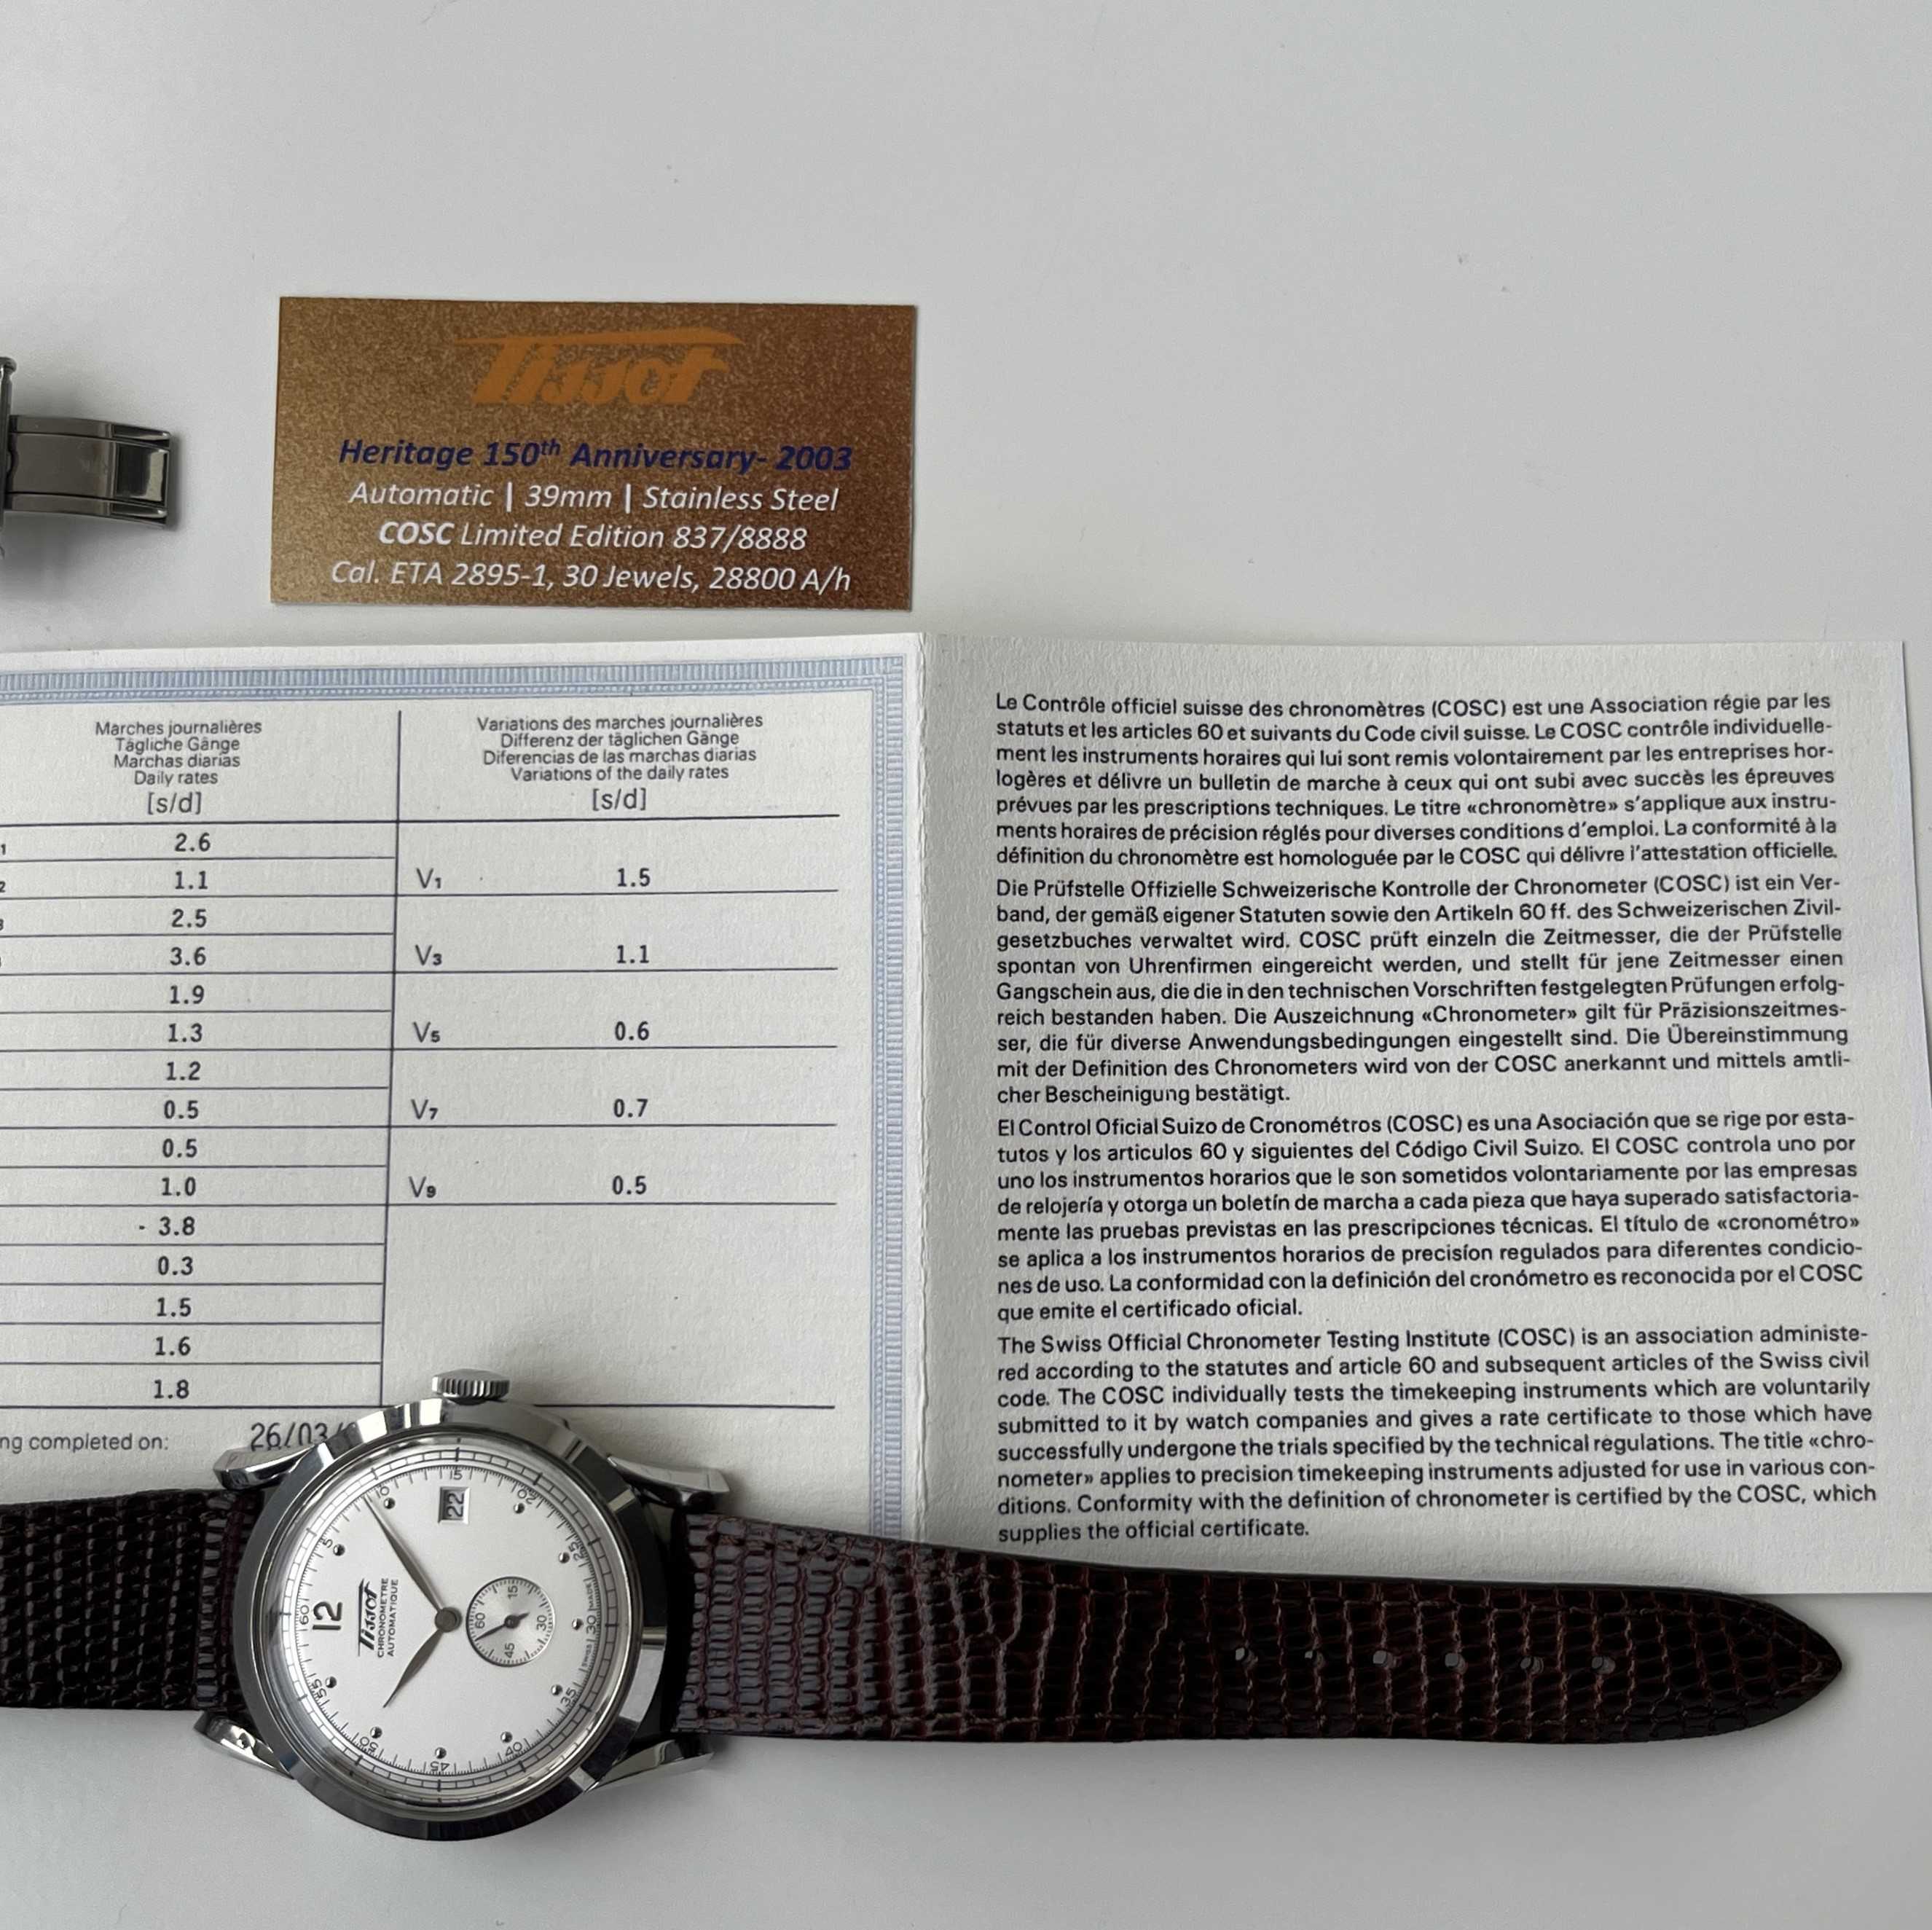 Tissot
Heritage 150th Anniversary- 2003
Automatic | 39mm | Stainless Steel
COSC Limited Edition 837/8888
Cal. ETA 2895-1, 30 Jewels, 28800 A/h
Marches journalières
Tägliche Gänge
Marchas diarias
Daily rates
[s/d]
Variations des marches journalières
Differenz der täglichen Gänge
Diferencias de las marchas diarias
Variations of the daily rates
[s/d]
2.6
1.1 V1 1.5
2.5
3.6 V3 1.1
1.9
1.3 V5 0.6
1.2
0.5 V7 0.7
0.5
1.0 V9 0.5
- 3.8
0.3
1.5
1.6
1.8
ng completed on: 26/03/
Le Contrôle officiel suisse des chronomètres (COSC) est une Association régie par les
statuts et les articles 60 et suivants du Code civil suisse. Le COSC contrôle individuelle-
ment les instruments horaires qui lui sont remis volontairement par les entreprises hor-
logères et délivre un bulletin de marche à ceux qui ont subi avec succès les épreuves
prévues par les prescriptions techniques. Le titre «chronomètre» s'applique aux instru-
ments horaires de précision réglés pour diverses conditions d'emploi. La conformité à la
définition du chronomètre est homologuée par le COSC qui délivre l'attestation officielle.
Die Prüfstelle Offizielle Schweizerische Kontrolle der Chronometer (COSC) ist ein Ver-
band, der gemäß eigener Statuten sowie den Artikeln 60 ff. des Schweizerischen Zivil-
gesetzbuches verwaltet wird. COSC prüft einzeln die Zeitmesser, die der Prüfstelle
spontan von Uhrenfirmen eingereicht werden, und stellt für jene Zeitmesser einen
Gangschein aus, die die in den technischen Vorschriften festgelegten Prüfungen erfolg-
reich bestanden haben. Die Auszeichnung «Chronometer» gilt für Präzisionszeitmes-
ser, die für diverse Anwendungsbedingungen eingestellt sind. Die Übereinstimmung
mit der Definition des Chronometers wird von der COSC anerkannt und mittels amtli-
cher Bescheinigung bestätigt.
El Control Oficial Suizo de Cronométros (COSC) es una Asociación que se rige por esta-
tutos y los articulos 60 y siguientes del Código Civil Suizo. El COSC controla uno por
uno los instrumentos horarios que le son sometidos volontariamente por las empresas
de relojería y otorga un boletín de marcha a cada pieza que haya superado satisfactoria-
mente las pruebas previstas en las prescripciones técnicas. El título de «cronométro»
se aplica a los instrumentos horarios de precisíon regulados para diferentes condicio-
nes de uso. La conformidad con la definición del cronómetro es reconocida por el COSC
que emite el certificado oficial.
The Swiss Official Chronometer Testing Institute (COSC) is an association administe-
red according to the statutes and article 60 and subsequent articles of the Swiss civil
code. The COSC individually tests the timekeeping instruments which are voluntarily
submitted to it by watch companies and gives a rate certificate to those which have
successfully undergone the trials specified by the technical regulations. The title «chro-
nometer» applies to precision timekeeping instruments adjusted for use in various con-
ditions. Conformity with the definition of chronometer is certified by the COSC, which
supplies the official certificate.
12
Tissot
CHRONOMETRE
AUTOMATIQUE
22
60 5 10 15 20 25 30 35 40 45 50 55
60 15 30 45
SWISS MADE